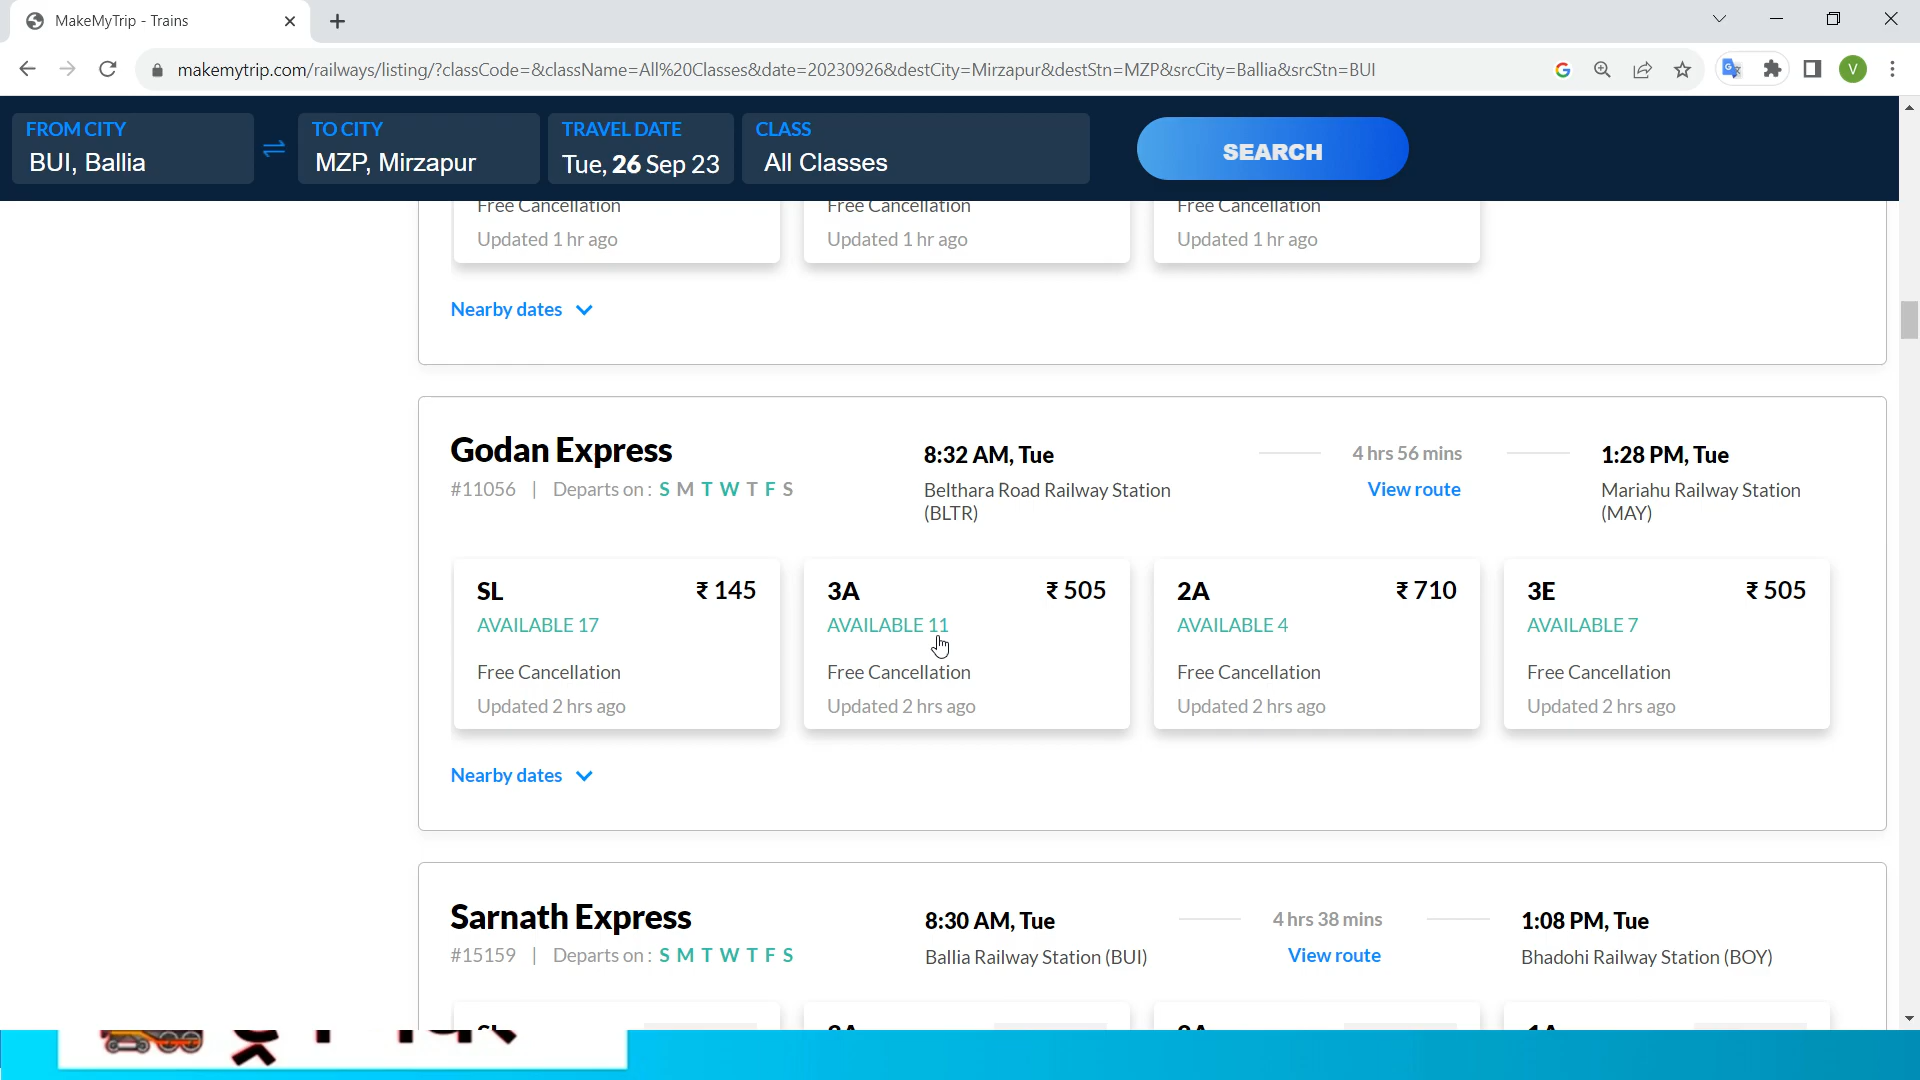 MakeMyTrip - Trains
makemytrip.com/railways/listing/?classCode=&className=All%20Classes&date=20230926&destCity=Mirzapur&destStn=MZP&srcCity=Ballia&srcStn=BUI
V
FROM CITY
BUI, Ballia
TO CITY
MZP, Mirzapur
TRAVEL DATE
Tue, 26 Sep 23
CLASS
All Classes
SEARCH
Free Cancellation
Updated 1 hr ago
Free Cancellation
Updated 1 hr ago
Free Cancellation
Updated 1 hr ago
Nearby dates
Godan Express
#11056 | Departs on : S M T W T F S
8:32 AM, Tue
Belthara Road Railway Station
(BLTR)
4 hrs 56 mins
View route
1:28 PM, Tue
Mariahu Railway Station
(MAY)
SL ₹ 145
AVAILABLE 17
Free Cancellation
Updated 2 hrs ago
3A ₹ 505
AVAILABLE 11
Free Cancellation
Updated 2 hrs ago
2A ₹ 710
AVAILABLE 4
Free Cancellation
Updated 2 hrs ago
3E ₹ 505
AVAILABLE 7
Free Cancellation
Updated 2 hrs ago
Nearby dates
Sarnath Express
#15159 | Departs on : S M T W T F S
8:30 AM, Tue
Ballia Railway Station (BUI)
4 hrs 38 mins
View route
1:08 PM, Tue
Bhadohi Railway Station (BOY)